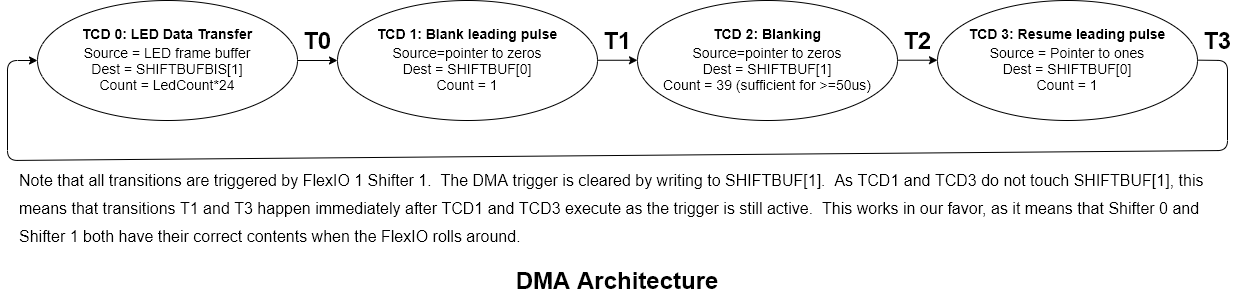 TCD 0: LED Data Transfer
Source = LED frame buffer
Dest = SHIFTBUFBIS[1]
Count = LedCount*24
T0
TCD 1: Blank leading pulse
Source=pointer to zeros
Dest = SHIFTBUF[0]
Count = 1
T1
TCD 2: Blanking
Source=pointer to zeros
Dest = SHIFTBUF[1]
Count = 39 (sufficient for >=50us)
T2
TCD 3: Resume leading pulse
Source = Pointer to ones
Dest = SHIFTBUF[0]
Count = 1
T3
Note that all transitions are triggered by FlexIO 1 Shifter 1.  The DMA trigger is cleared by writing to SHIFTBUF[1].  As TCD1 and TCD3 do not touch SHIFTBUF[1], this
means that transitions T1 and T3 happen immediately after TCD1 and TCD3 execute as the trigger is still active.  This works in our favor, as it means that Shifter 0 and
Shifter 1 both have their correct contents when the FlexIO rolls around.
DMA Architecture